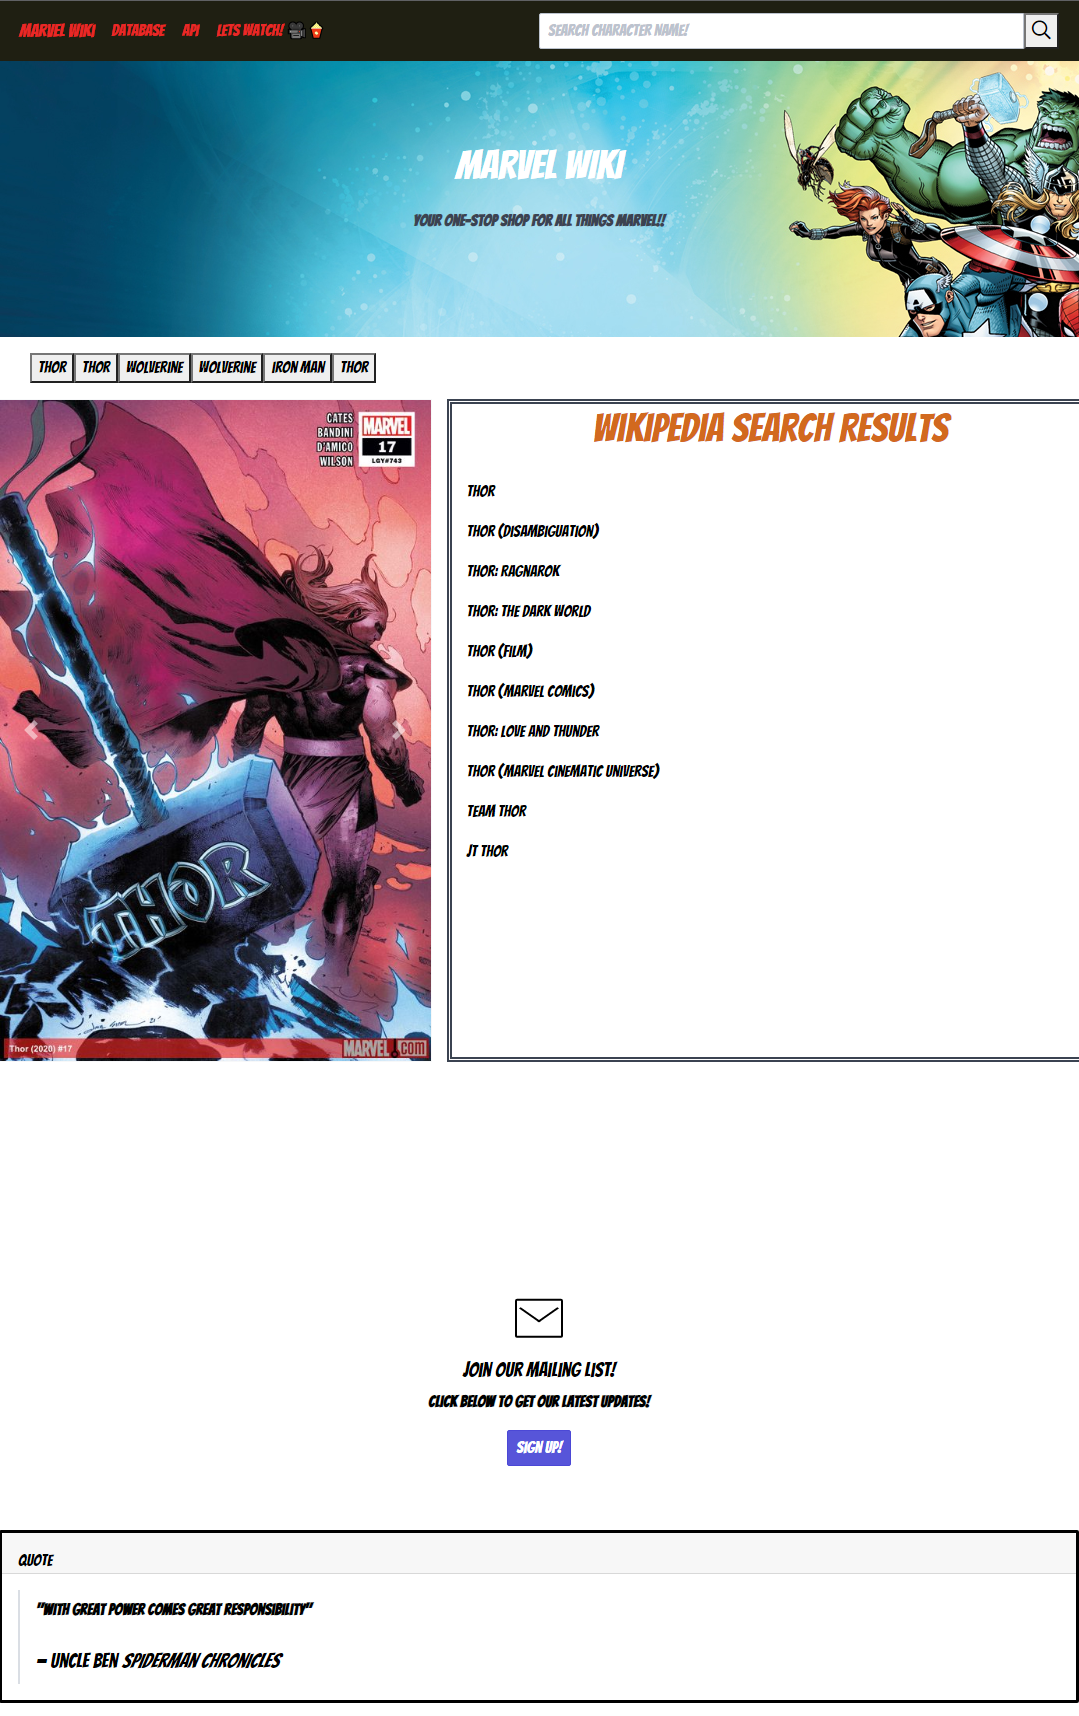 MARVEL WIKI DATABASE API LETS WATCH!
SEARCH CHARACTER NAME!
MARVEL WIKI
YOUR ONE-STOP SHOP FOR ALL THINGS MARVEL!!
THOR THOR WOLVERINE WOLVERINE IRON MAN THOR
CATES
BANDINI
D'AMICO
WILSON
MARVEL
17
LGY#743
THOR
Thor (2020) #17
MARVEL.com
WIKIPEDIA SEARCH RESULTS
THOR
THOR (DISAMBIGUATION)
THOR: RAGNAROK
THOR: THE DARK WORLD
THOR (FILM)
THOR (MARVEL COMICS)
THOR: LOVE AND THUNDER
THOR (MARVEL CINEMATIC UNIVERSE)
TEAM THOR
JT THOR
JOIN OUR MAILING LIST!
CLICK BELOW TO GET OUR LATEST UPDATES!
SIGN UP!
QUOTE
"WITH GREAT POWER COMES GREAT RESPONSIBILITY"
— UNCLE BEN SPIDERMAN CHRONICLES